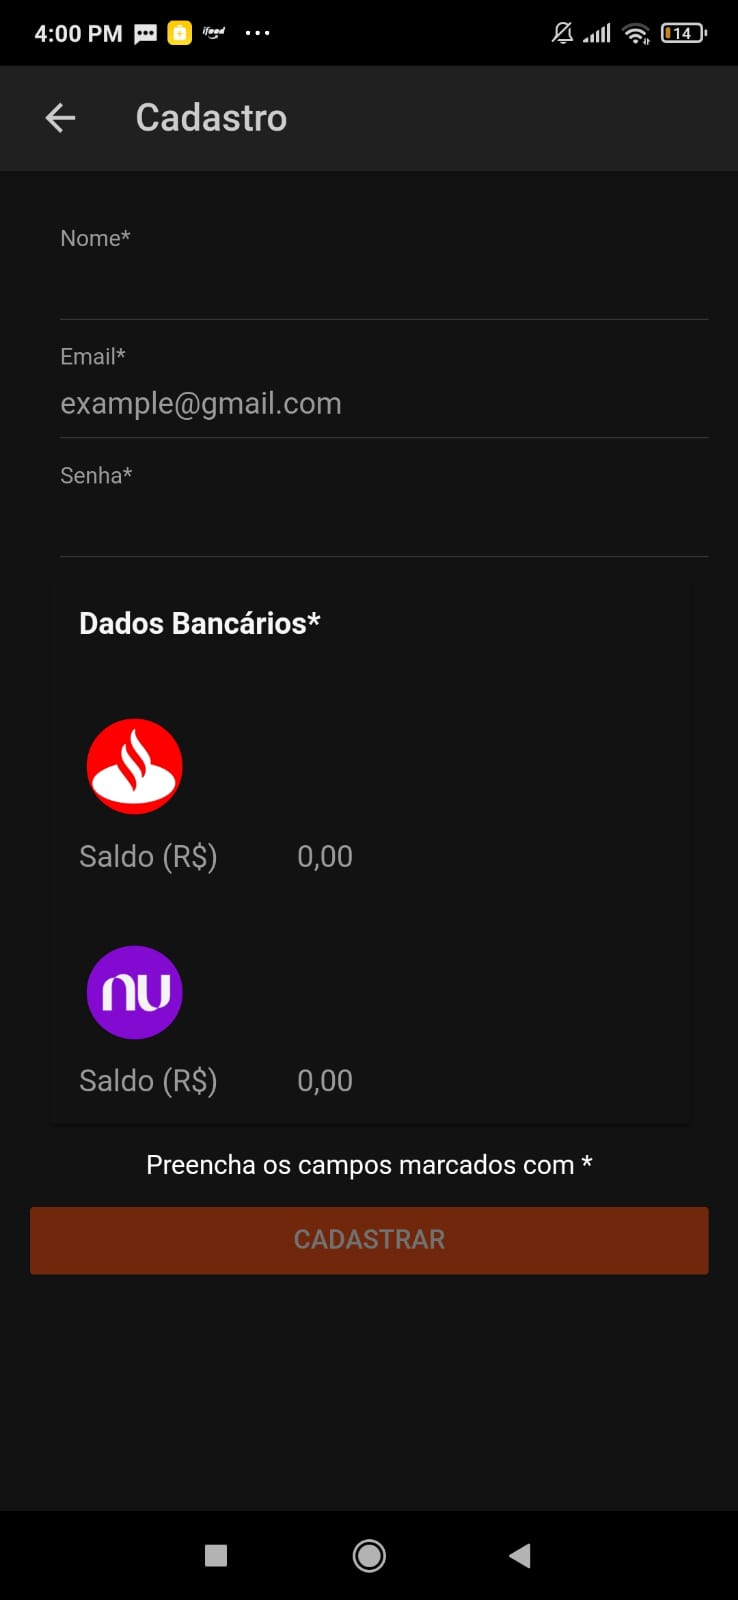 4:00 PM ifood ... 14
Cadastro
Nome*
Email*
example@gmail.com
Senha*
Dados Bancários*
Saldo (R$) 0,00
nu
Saldo (R$) 0,00
Preencha os campos marcados com *
CADASTRAR